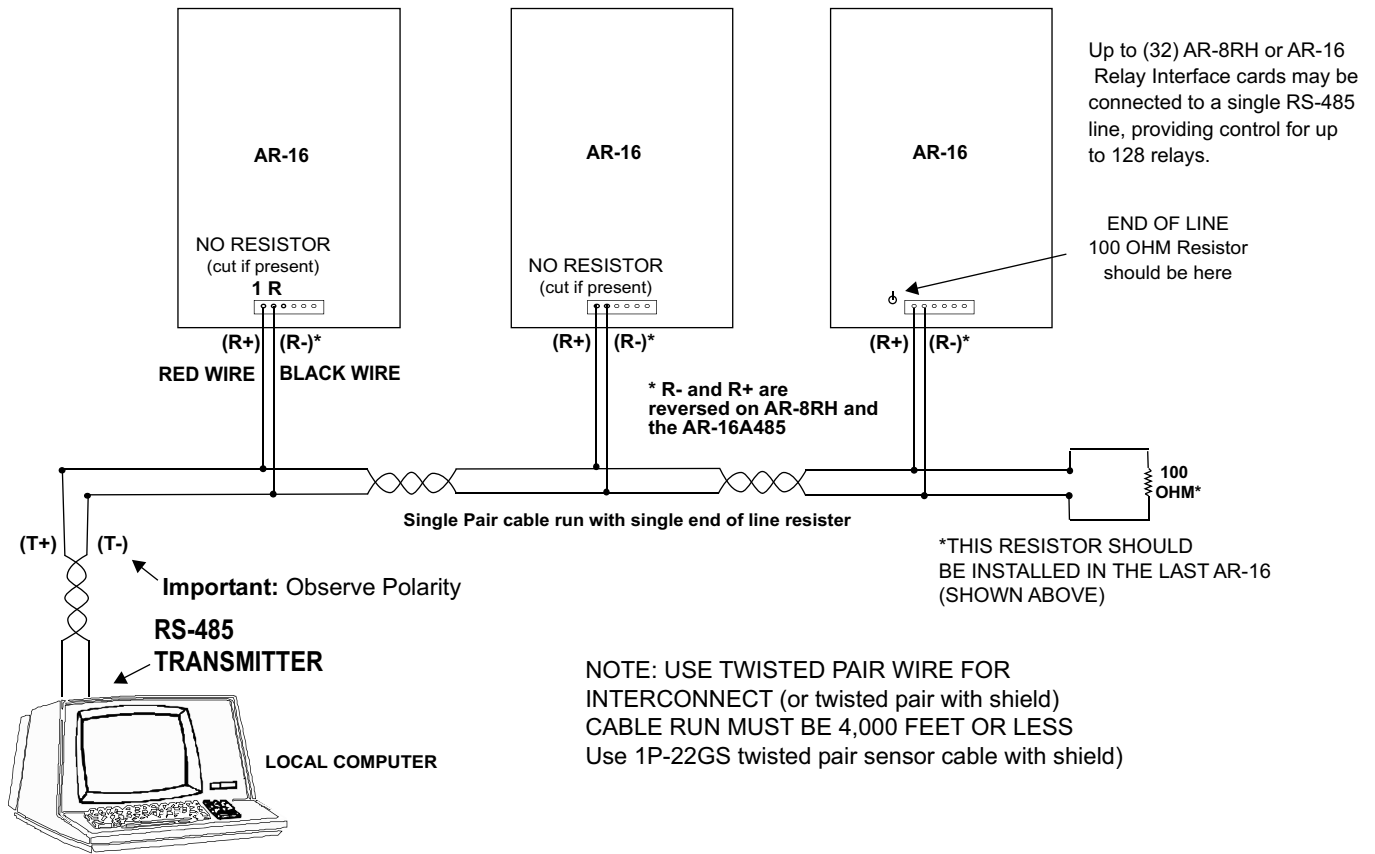 AR-16
AR-16
AR-16
Up to (32) AR-8RH or AR-16
Relay Interface cards may be
connected to a single RS-485
line, providing control for up
to 128 relays.
END OF LINE
100 OHM Resistor
should be here
NO RESISTOR
(cut if present)
1 R
NO RESISTOR
(cut if present)
(R+) (R-)*
RED WIRE BLACK WIRE
(R+) (R-)*
(R+) (R-)*
* R- and R+ are
reversed on AR-8RH and
the AR-16A485
100
OHM*
Single Pair cable run with single end of line resister
(T+) (T-)
Important: Observe Polarity
*THIS RESISTOR SHOULD
BE INSTALLED IN THE LAST AR-16
(SHOWN ABOVE)
RS-485
TRANSMITTER
LOCAL COMPUTER
NOTE: USE TWISTED PAIR WIRE FOR
INTERCONNECT (or twisted pair with shield)
CABLE RUN MUST BE 4,000 FEET OR LESS
Use 1P-22GS twisted pair sensor cable with shield)